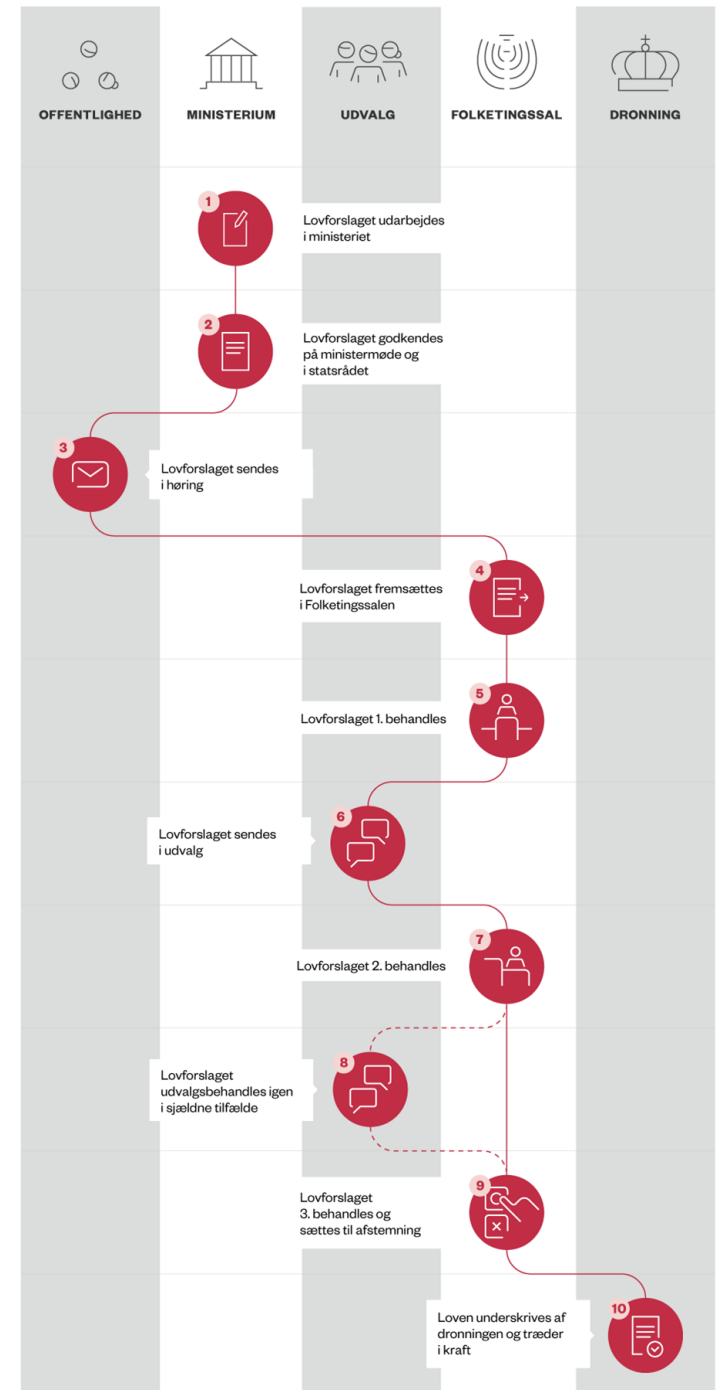 OFFENTLIGHED
MINISTERIUM
UDVALG
FOLKETINGSSAL
DRONNING
1
Lovforslaget udarbejdes
i ministeriet
2
Lovforslaget godkendes
på ministermøde og
i statsrådet
3
Lovforslaget sendes
i høring
4
Lovforslaget fremsættes
i Folketingssalen
5
Lovforslaget 1. behandles
6
Lovforslaget sendes
i udvalg
7
Lovforslaget 2. behandles
8
Lovforslaget
udvalgsbehandles igen
i sjældne tilfælde
9
Lovforslaget
3. behandles og
sættes til afstemning
10
Loven underskrives af
dronningen og træder
i kraft